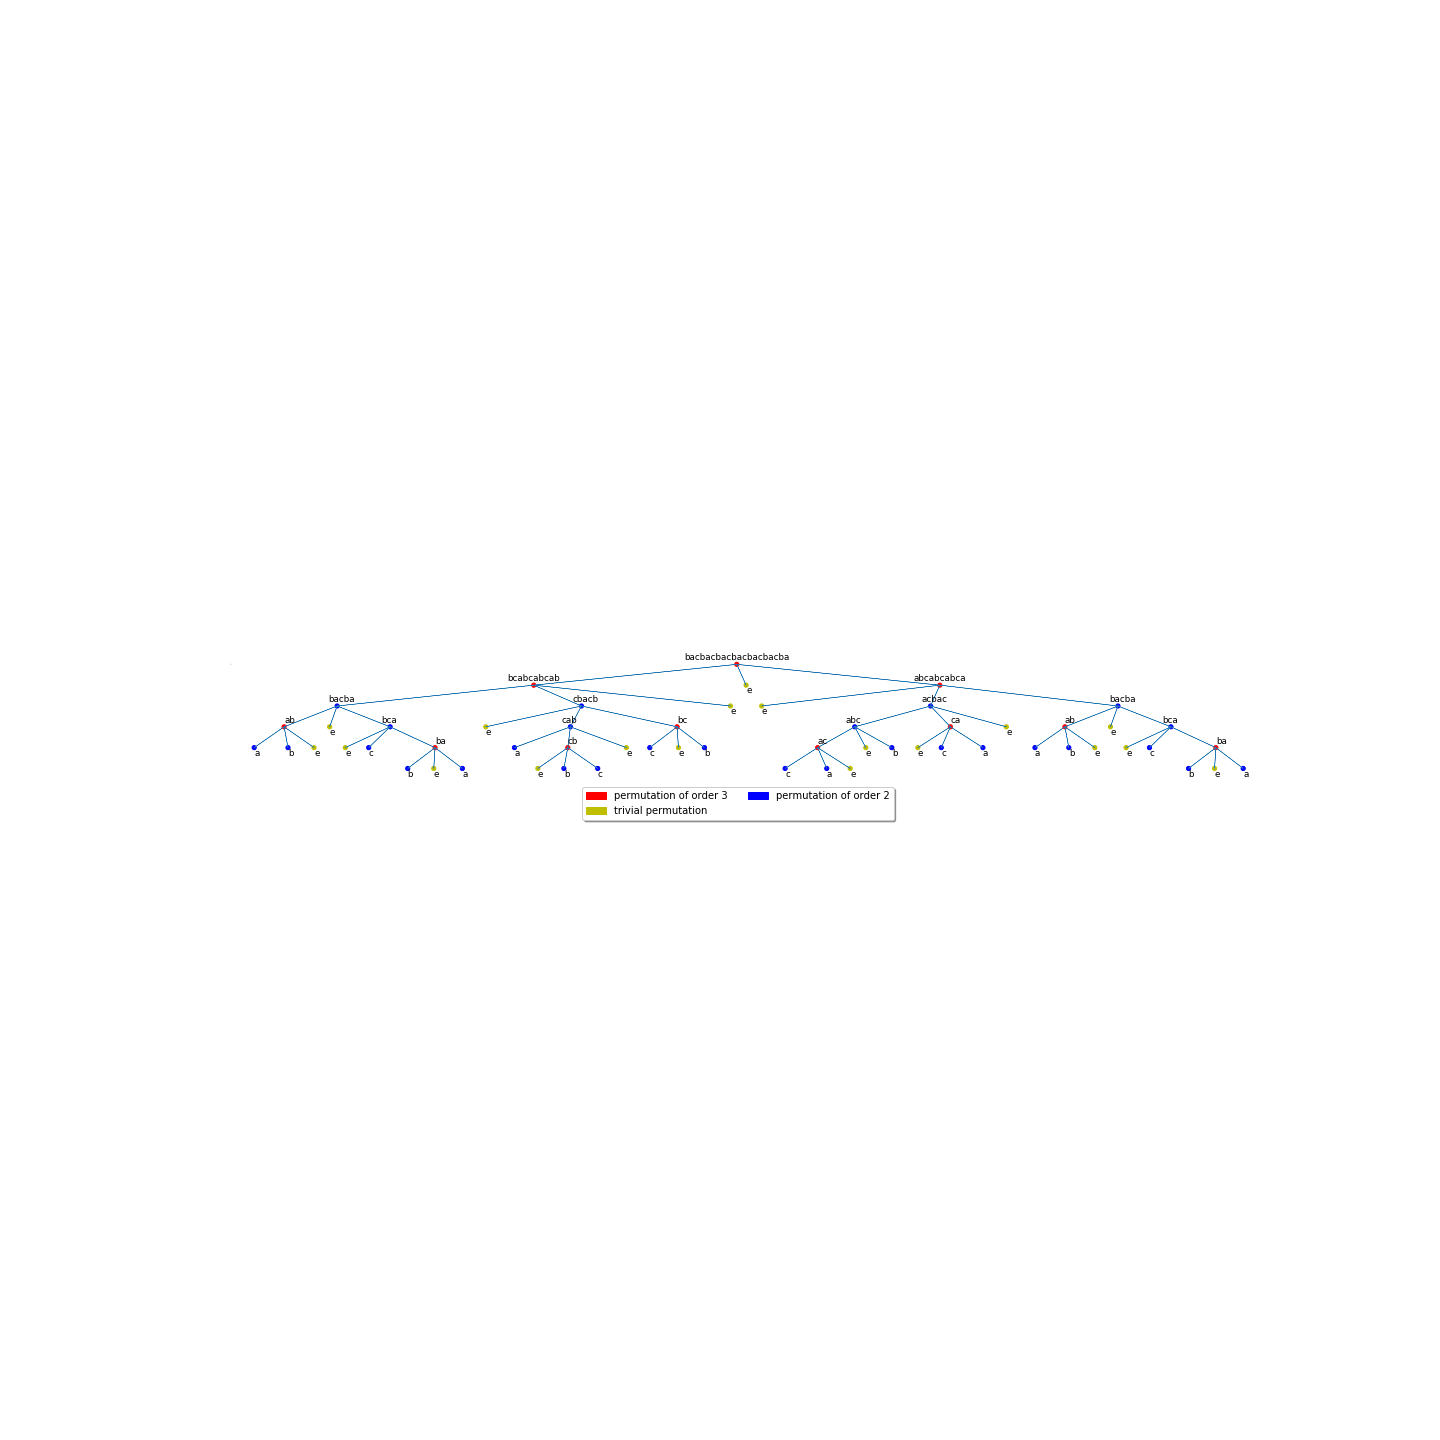 bacbacbacbacbacbacba
bcabcabcab
e
abcabcabca
bacba
cbacb
e
e
acbac
bacba
ab
e
bca
e
cab
bc
abc
ca
e
ab
e
bca
a
b
e
e
c
ba
a
cb
e
c
e
b
ac
e
b
e
c
a
a
b
e
e
c
ba
b
e
a
e
b
c
c
a
e
b
e
a
permutation of order 3
permutation of order 2
trivial permutation